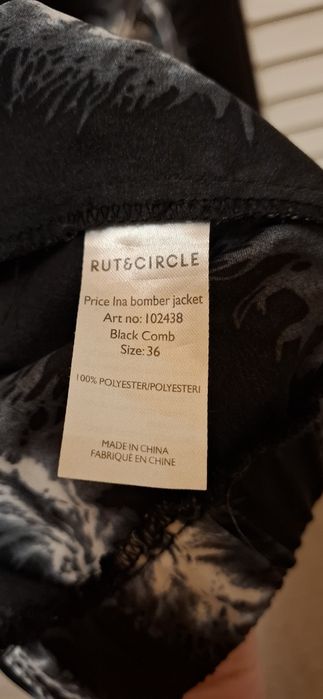 RUT&CIRCLE
Price Ina bomber jacket
Art no: 102438
Black Comb
Size: 36
100% POLYESTER/POLYESTERI
MADE IN CHINA
FABRIQUÉ EN CHINE